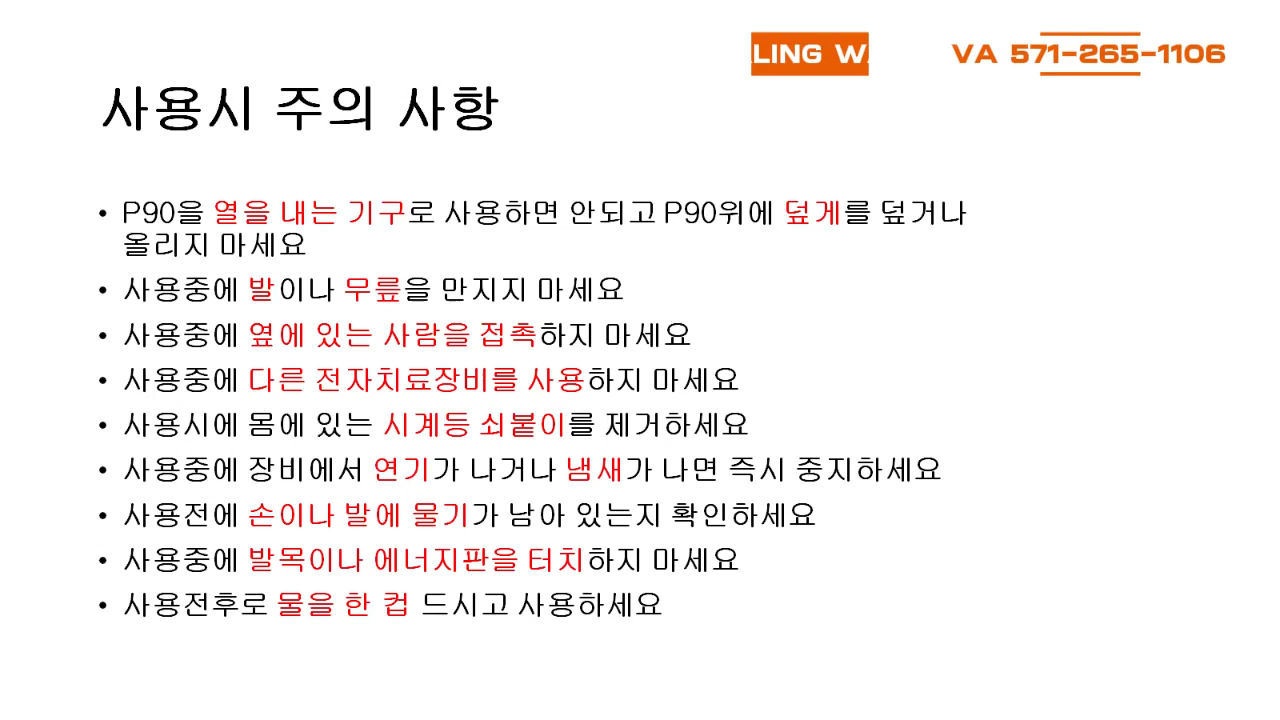 LING WA
VA 571-265-1106
사용시 주의 사항
• P90을 열을 내는 기구로 사용하면 안되고 P90위에 덮게를 덮거나
올리지 마세요
• 사용중에 발이나 무릎을 만지지 마세요
• 사용중에 옆에 있는 사람을 접촉하지 마세요
• 사용중에 다른 전자치료장비를 사용하지 마세요
• 사용시에 몸에 있는 시계등 쇠붙이를 제거하세요
• 사용중에 장비에서 연기가 나거나 냄새가 나면 즉시 중지하세요
• 사용전에 손이나 발에 물기가 남아 있는지 확인하세요
• 사용중에 발목이나 에너지판을 터치하지 마세요
• 사용전후로 물을 한 컵 드시고 사용하세요